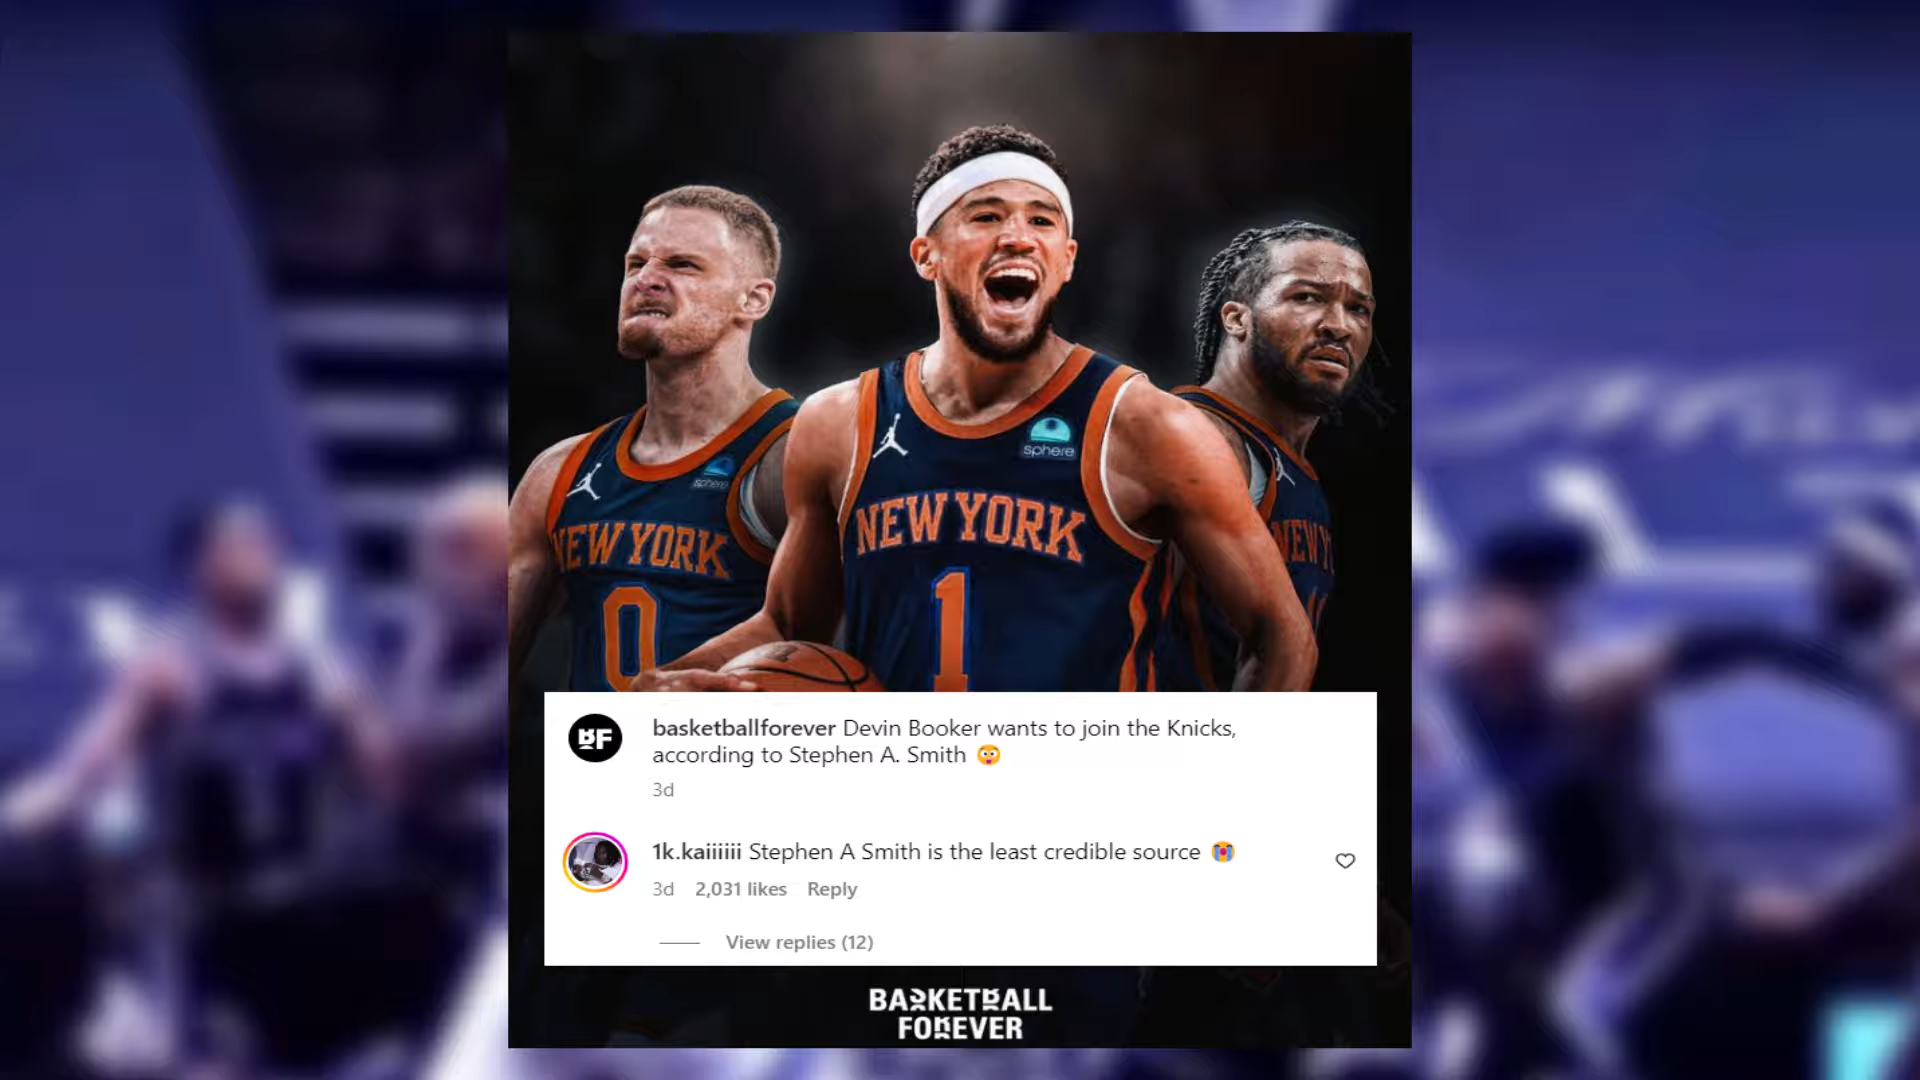 sphere
sphere
NEW YORK
NEW YORK
NEW Y
0
1
BF
basketballforever Devin Booker wants to join the Knicks,
according to Stephen A. Smith 😳
3d
1k.kaiiiiii Stephen A Smith is the least credible source 😭
3d 2,031 likes Reply
View replies (12)
BASKETBALL
FOREVER